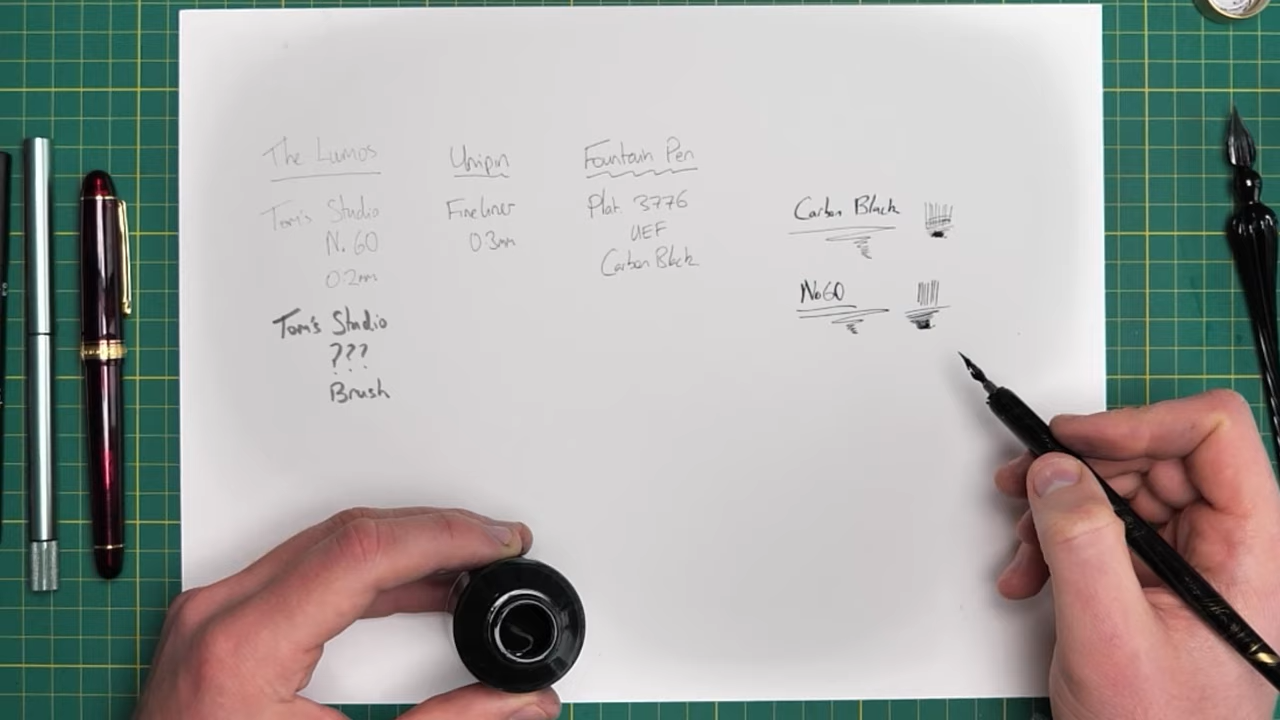 The Lumos
Tom's Studio
No. 60
0.2mm
Tom's Studio
???
Brush
Unipin
Fineliner
0.3mm
Fountain Pen
Plat. 3776
UEF
Carbon Black
Carbon Black
No60